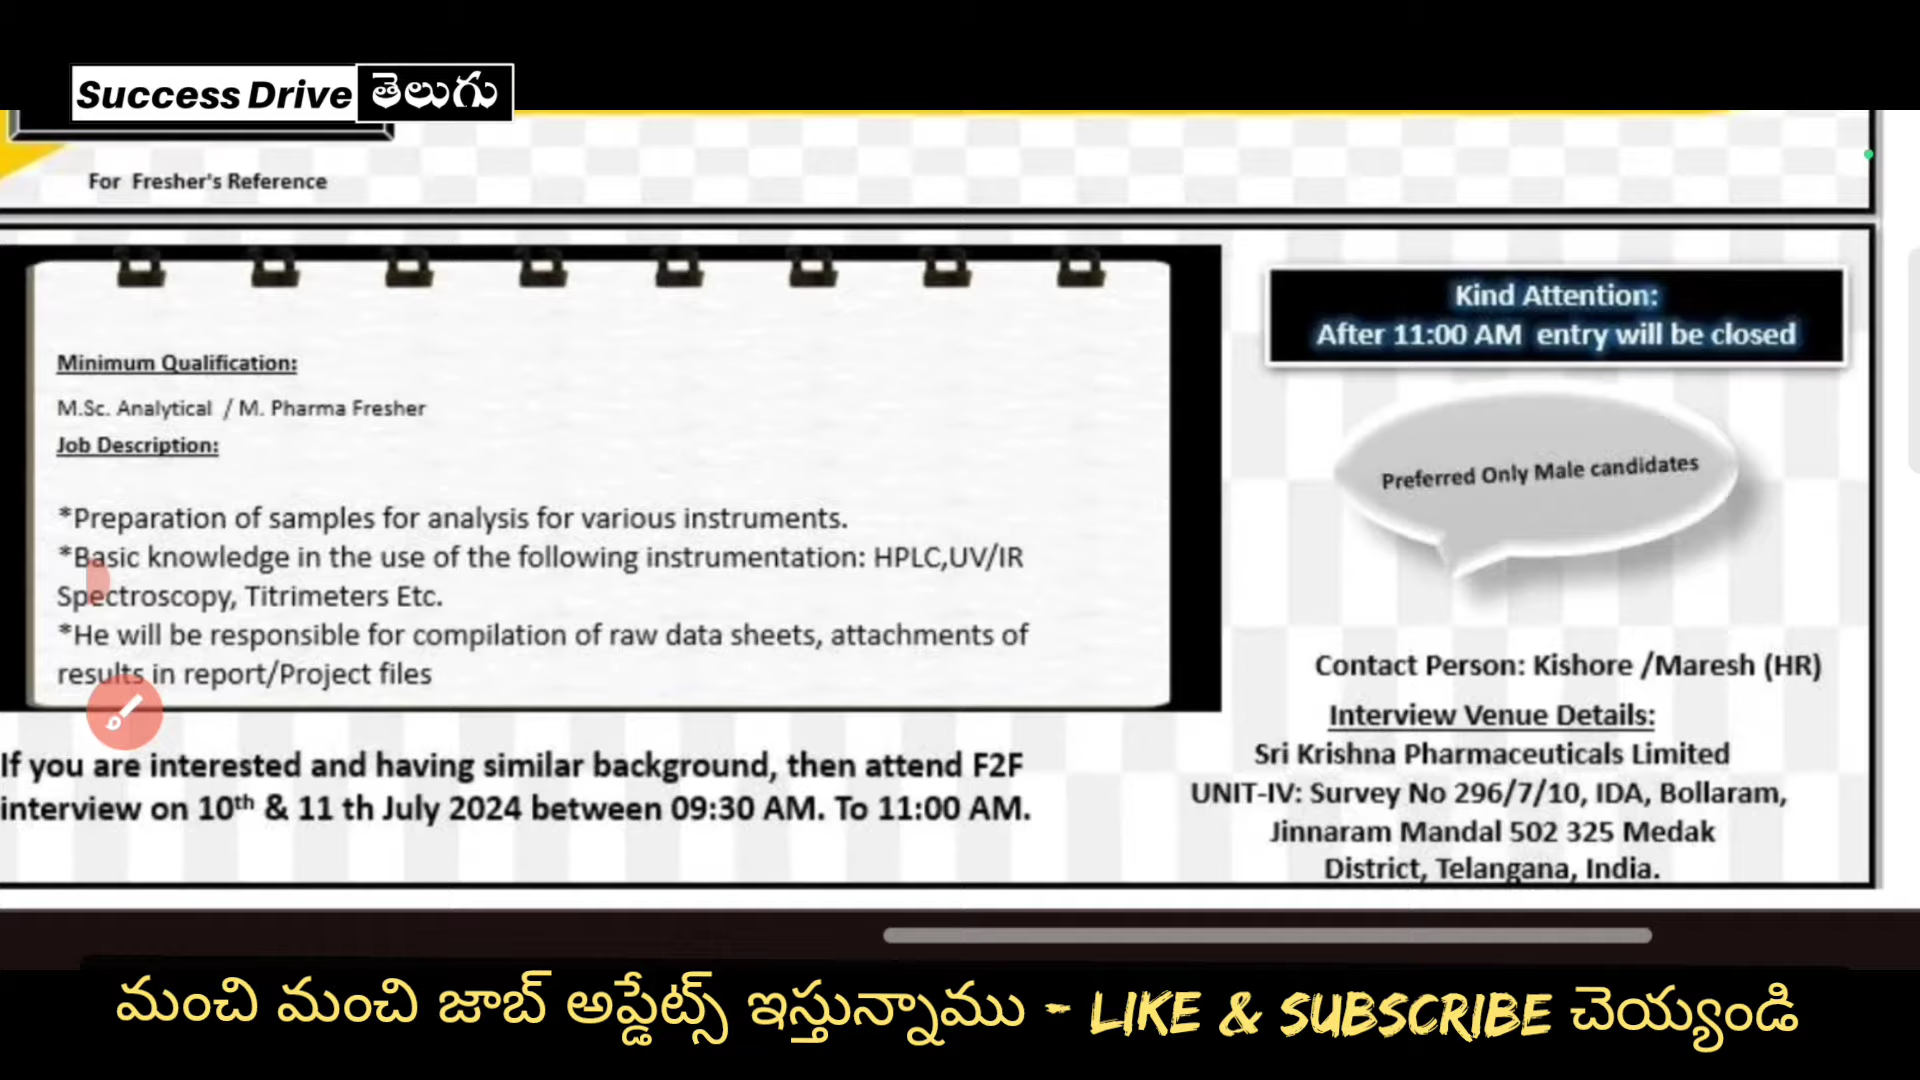 Success Drive తెలుగు
For Fresher's Reference
Minimum Qualification:
M.Sc. Analytical / M. Pharma Fresher
Job Description:
*Preparation of samples for analysis for various instruments.
*Basic knowledge in the use of the following instrumentation: HPLC,UV/IR
Spectroscopy, Titrimeters Etc.
*He will be responsible for compilation of raw data sheets, attachments of
results in report/Project files
If you are interested and having similar background, then attend F2F
interview on 10th & 11 th July 2024 between 09:30 AM. To 11:00 AM.
Kind Attention:
After 11:00 AM entry will be closed
Preferred Only Male candidates
Contact Person: Kishore /Maresh (HR)
Interview Venue Details:
Sri Krishna Pharmaceuticals Limited
UNIT-IV: Survey No 296/7/10, IDA, Bollaram,
Jinnaram Mandal 502 325 Medak
District, Telangana, India.
మంచి మంచి జాబ్ అప్డేట్స్ ఇస్తున్నాము - LIKE & SUBSCRIBE చెయ్యండి